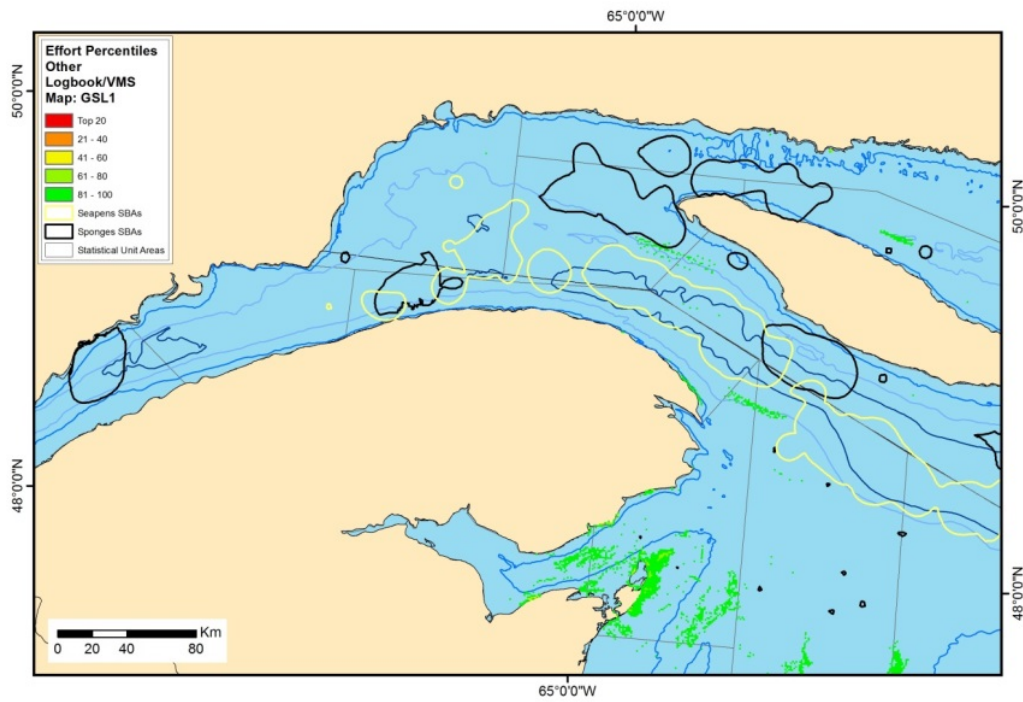 65°0'0"W
Effort Percentiles
Other
Logbook/VMS
Map: GSL1
Top 20
21 - 40
41 - 60
61 - 80
81 - 100
Seapens SBAs
Sponges SBAs
Statistical Unit Areas
50°0'0"N
50°0'0"N
48°0'0"N
48°0'0"N
Km
0 20 40 80
65°0'0"W